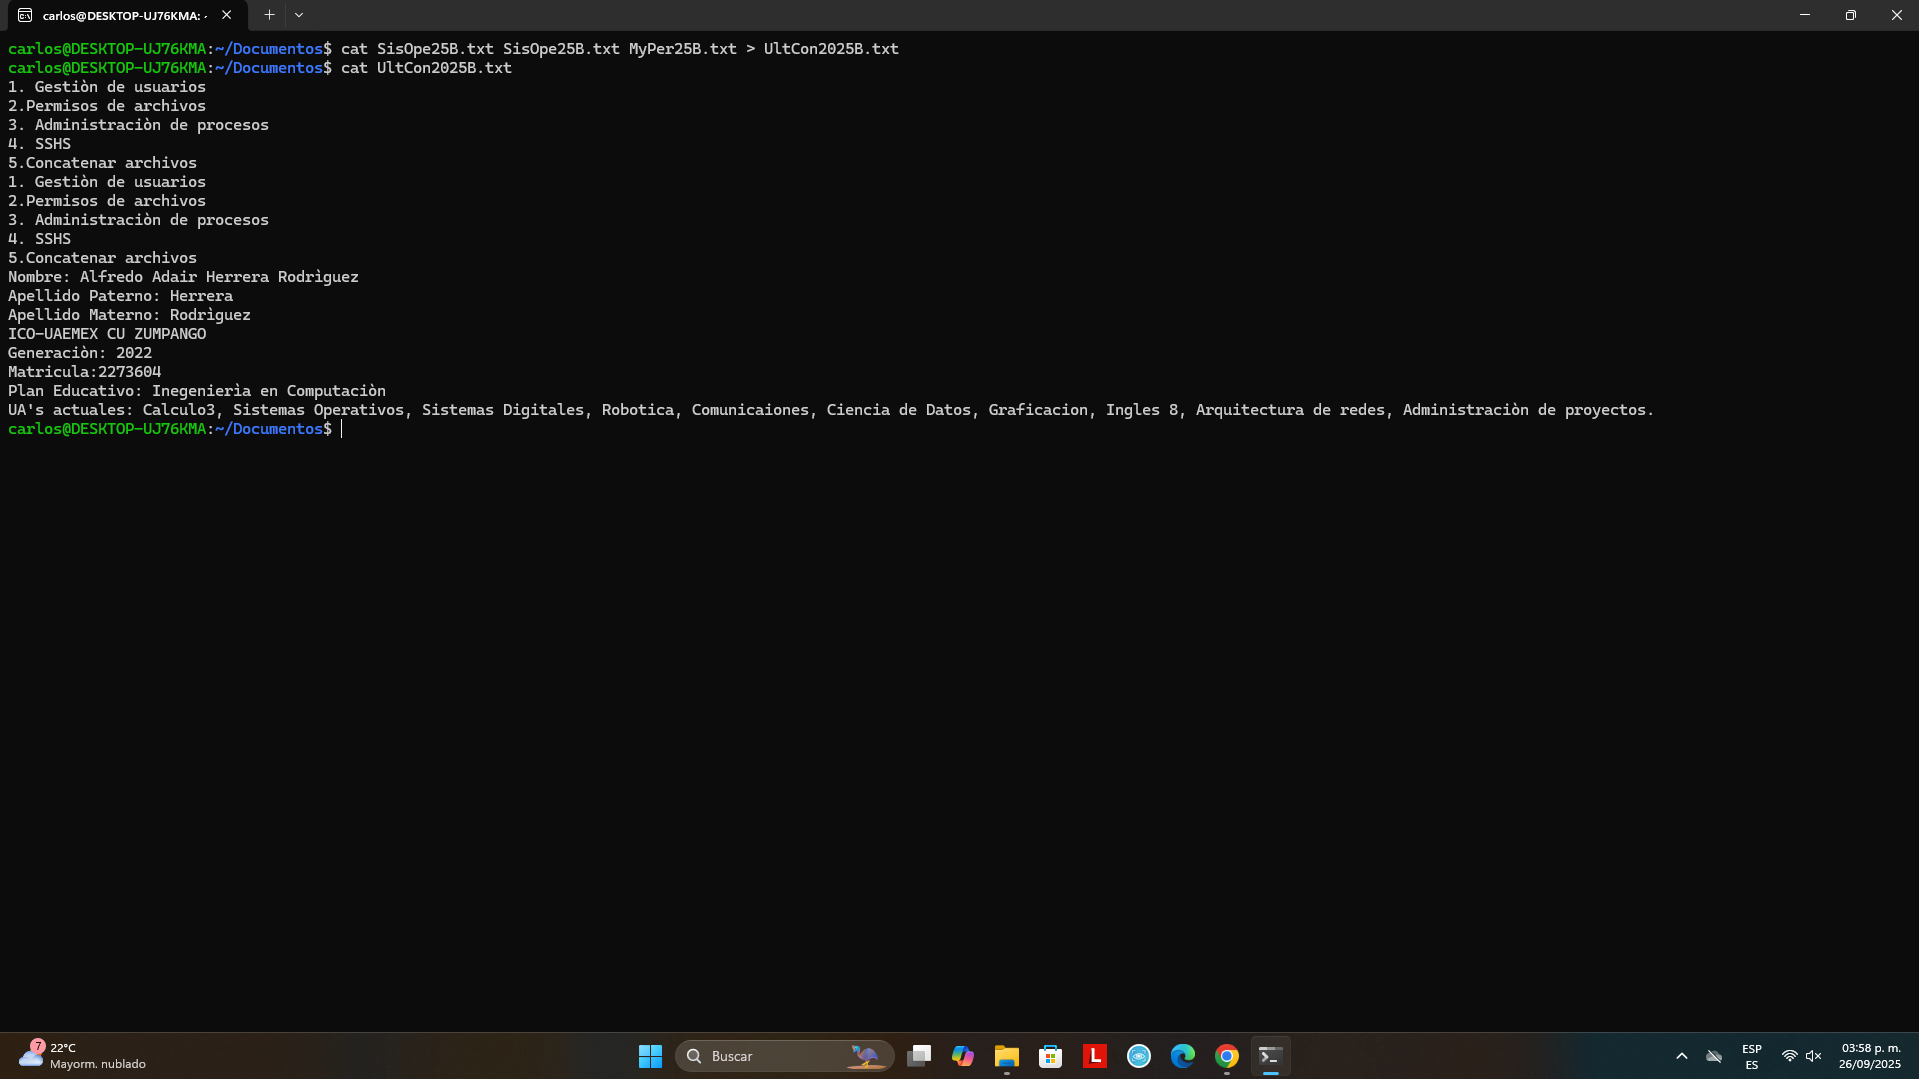 carlos@DESKTOP-UJ76KMA: ~
carlos@DESKTOP-UJ76KMA:~/Documentos$ cat SisOpe25B.txt SisOpe25B.txt MyPer25B.txt > UltCon2025B.txt
carlos@DESKTOP-UJ76KMA:~/Documentos$ cat UltCon2025B.txt
1. Gestiòn de usuarios
2.Permisos de archivos
3. Administraciòn de procesos
4. SSHS
5.Concatenar archivos
1. Gestiòn de usuarios
2.Permisos de archivos
3. Administraciòn de procesos
4. SSHS
5.Concatenar archivos
Nombre: Alfredo Adair Herrera Rodrìguez
Apellido Paterno: Herrera
Apellido Materno: Rodrìguez
ICO-UAEMEX CU ZUMPANGO
Generaciòn: 2022
Matricula:2273604
Plan Educativo: Inegenierìa en Computaciòn
UA's actuales: Calculo3, Sistemas Operativos, Sistemas Digitales, Robotica, Comunicaiones, Ciencia de Datos, Graficacion, Ingles 8, Arquitectura de redes, Administraciòn de proyectos.
carlos@DESKTOP-UJ76KMA:~/Documentos$
7
22°C
Mayorm. nublado
Buscar
L
ESP
ES
03:58 p. m.
26/09/2025